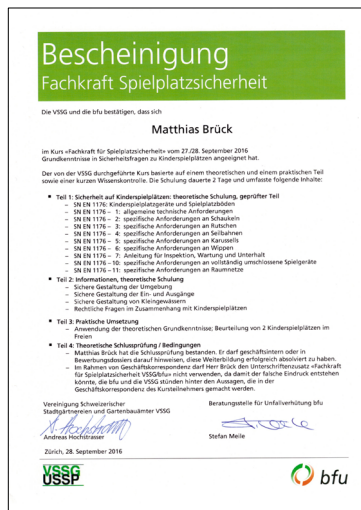 Bescheinigung
Fachkraft Spielplatzsicherheit
Die VSSG und die bfu bestätigen, dass sich
Matthias Brück
im Kurs «Fachkraft für Spielplatzsicherheit» vom 27./28. September 2016
Grundkenntnisse in Sicherheitsfragen zu Kinderspielplätzen angeeignet hat.
Der von der VSSG durchgeführte Kurs basierte auf einem theoretischen und einem praktischen Teil
sowie einer kurzen Wissenskontrolle. Die Schulung dauerte 2 Tage und umfasste folgende Inhalte:
▪ Teil 1: Sicherheit auf Kinderspielplätzen: theoretische Schulung, geprüfter Teil
– SN EN 1176: Kinderspielplatzgeräte und Spielplatzböden
– SN EN 1176 – 1: allgemeine technische Anforderungen
– SN EN 1176 – 2: spezifische Anforderungen an Schaukeln
– SN EN 1176 – 3: spezifische Anforderungen an Rutschen
– SN EN 1176 – 4: spezifische Anforderungen an Seilbahnen
– SN EN 1176 – 5: spezifische Anforderungen an Karussells
– SN EN 1176 – 6: spezifische Anforderungen an Wippen
– SN EN 1176 – 7: Anleitung für Inspektion, Wartung und Unterhalt
– SN EN 1176 – 10: spezifische Anforderungen an vollständig umschlossene Spielgeräte
– SN EN 1176 – 11: spezifische Anforderungen an Raumnetze
▪ Teil 2: Informationen, theoretische Schulung
– Sichere Gestaltung der Umgebung
– Sichere Gestaltung der Ein- und Ausgänge
– Sichere Gestaltung von Kleingewässern
– Rechtliche Fragen im Zusammenhang mit Kinderspielplätzen
▪ Teil 3: Praktische Umsetzung
– Anwendung der theoretischen Grundkenntnisse; Beurteilung von 2 Kinderspielplätzen im
Freien
▪ Teil 4: Theoretische Schlussprüfung / Bedingungen
– Matthias Brück hat die Schlussprüfung bestanden. Er darf geschäftsintern oder in
Bewerbungsdossiers darauf hinweisen, diese Weiterbildung erfolgreich absolviert zu haben.
– Im Rahmen von Geschäftskorrespondenz darf Herr Brück den Unterschriftenzusatz «Fachkraft
für Spielplatzsicherheit VSSG/bfu» nicht verwenden, da damit der falsche Eindruck entstehen
könnte, die bfu und die VSSG stünden hinter den Aussagen, die in der
Geschäftskorrespondenz des Kursteilnehmers gemacht werden.
Vereinigung Schweizerischer
Stadtgärtnereien und Gartenbauämter VSSG
Beratungsstelle für Unfallverhütung bfu
Andreas Hochstrasser
Stefan Meile
Zürich, 28. September 2016
VSSG
USSP
bfu